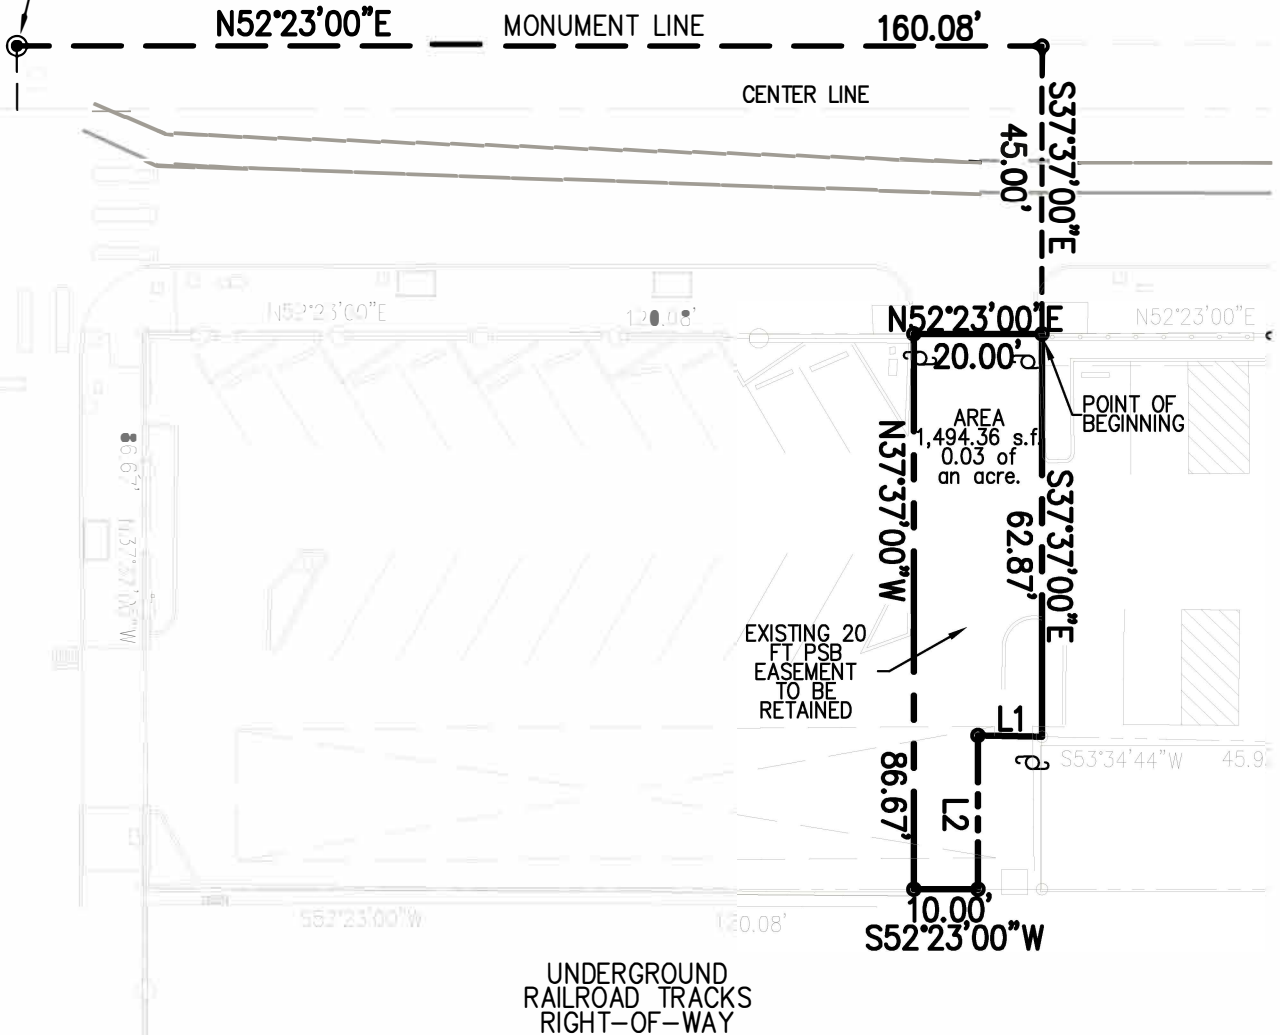 N52°23'00"E
MONUMENT LINE
160.08'
CENTER LINE
S37°37'00"E
45.00'
N52°23'00"E
N52°23'00"E
N52°23'00"E
20.00'
AREA
1,494.36 s.f.
0.03 of
an acre.
POINT OF
BEGINNING
N37°37'00"W
86.67'
S37°37'00"E
62.87'
EXISTING 20
FT PSB
EASEMENT
TO BE
RETAINED
L1
L2
S53°34'44"W
10.00'
S52°23'00"W
S52°23'00"W
UNDERGROUND
RAILROAD TRACKS
RIGHT-OF-WAY